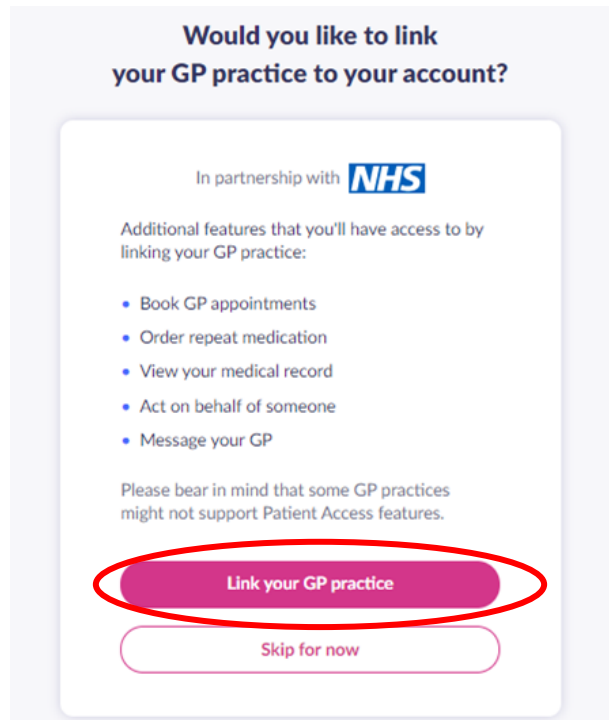 Would you like to link
your GP practice to your account?
In partnership with NHS
Additional features that you'll have access to by
linking your GP practice:
• Book GP appointments
• Order repeat medication
• View your medical record
• Act on behalf of someone
• Message your GP
Please bear in mind that some GP practices
might not support Patient Access features.
Link your GP practice
Skip for now